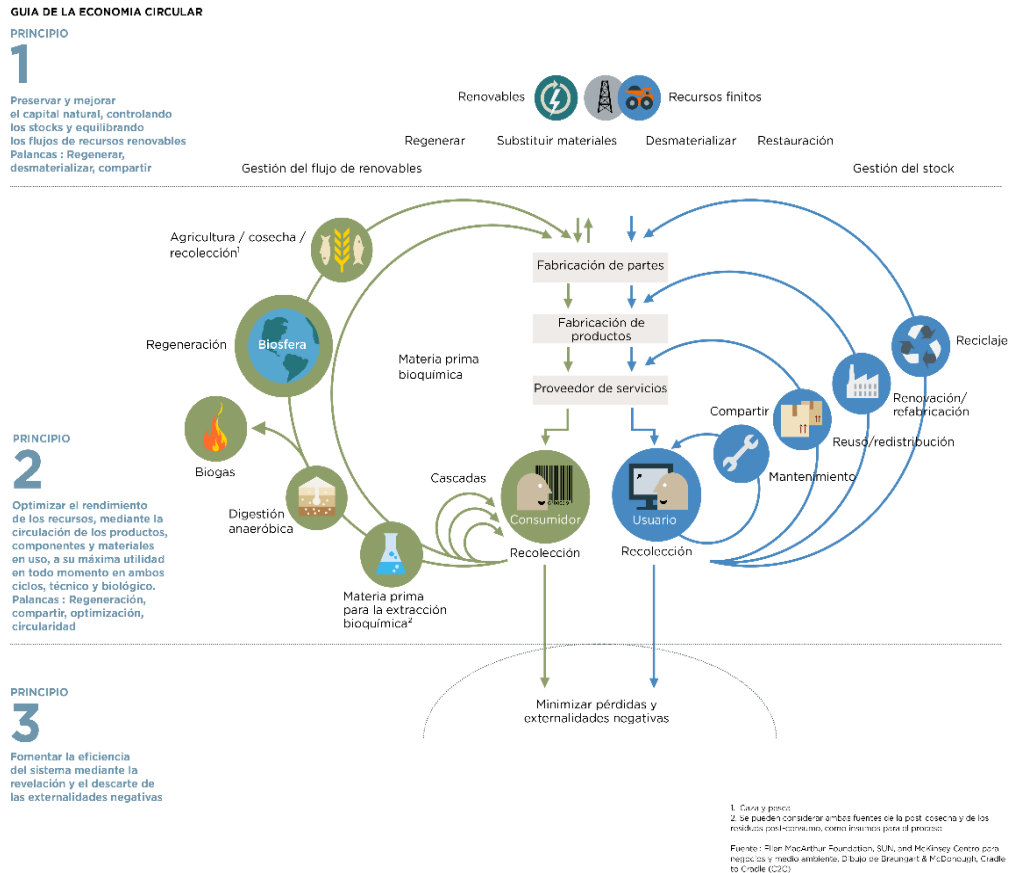 GUIA DE LA ECONOMIA CIRCULAR
PRINCIPIO
1
Preservar y mejorar
el capital natural, controlando
los stocks y equilibrando
los flujos de recursos renovables
Palancas : Regenerar,
desmaterializar, compartir
Renovables
Recursos finitos
Regenerar
Substituir materiales
Desmaterializar
Restauración
Gestión del flujo de renovables
Gestión del stock
Agricultura / cosecha /
recolección¹
Fabricación de partes
Regeneración
Biosfera
Fabricación de
productos
Reciclaje
Materia prima
bioquímica
Proveedor de servicios
Renovación/
refabricación
Compartir
Reuso/redistribución
Biogas
Mantenimiento
PRINCIPIO
2
Optimizar el rendimiento
de los recursos, mediante la
circulación de los productos,
componentes y materiales
en uso, a su máxima utilidad
en todo momento en ambos
ciclos, técnico y biológico.
Palancas : Regeneración,
compartir, optimización,
circularidad
Cascadas
Digestión
anaeróbica
Consumidor
Usuario
Recolección
Recolección
Materia prima
para la extracción
bioquímica²
PRINCIPIO
3
Fomentar la eficiencia
del sistema mediante la
revelación y el descarte de
las externalidades negativas
Minimizar pérdidas y
externalidades negativas
1. Caza y pesca
2. Se pueden considerar ambas fuentes de la post cosecha y de los
residuos post-consumo, como insumos para el proceso
Fuente : Ellen MacArthur Foundation, SUN, and McKinsey Centro para
negocios y medio ambiente, Dibujo de Braungart & McDonough, Cradle
to Cradle (C2C)